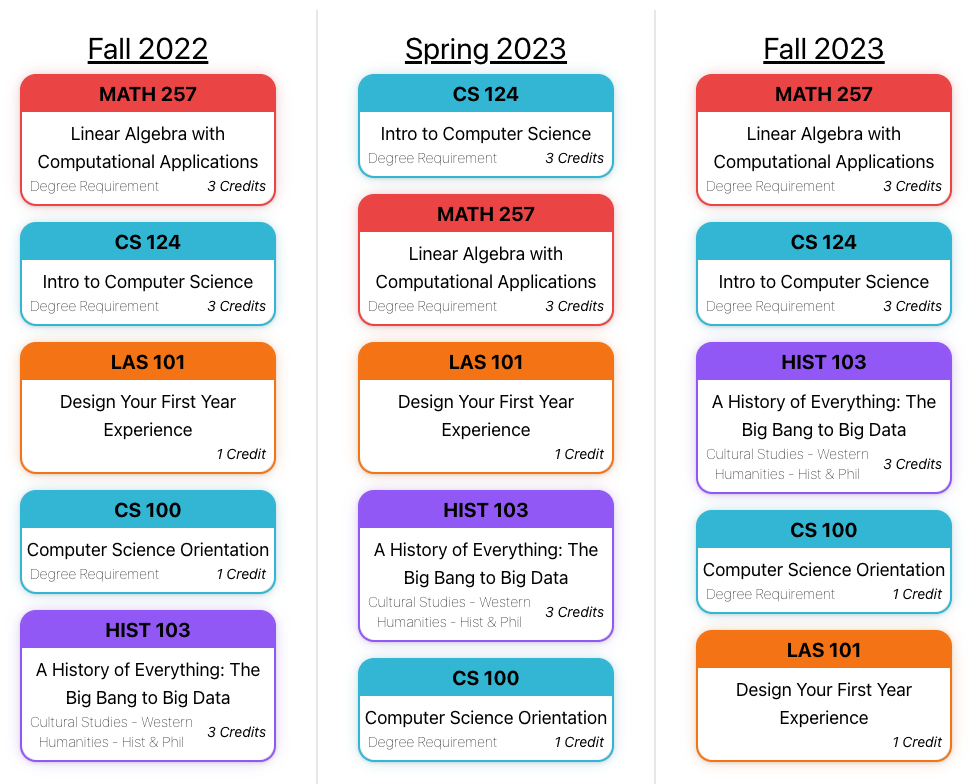 Fall 2022
MATH 257
Linear Algebra with
Computational Applications
Degree Requirement 3 Credits
CS 124
Intro to Computer Science
Degree Requirement 3 Credits
LAS 101
Design Your First Year
Experience
1 Credit
CS 100
Computer Science Orientation
Degree Requirement 1 Credit
HIST 103
A History of Everything: The
Big Bang to Big Data
Cultural Studies - Western
Humanities - Hist & Phil 3 Credits
Spring 2023
CS 124
Intro to Computer Science
Degree Requirement 3 Credits
MATH 257
Linear Algebra with
Computational Applications
Degree Requirement 3 Credits
LAS 101
Design Your First Year
Experience
1 Credit
HIST 103
A History of Everything: The
Big Bang to Big Data
Cultural Studies - Western
Humanities - Hist & Phil 3 Credits
CS 100
Computer Science Orientation
Degree Requirement 1 Credit
Fall 2023
MATH 257
Linear Algebra with
Computational Applications
Degree Requirement 3 Credits
CS 124
Intro to Computer Science
Degree Requirement 3 Credits
HIST 103
A History of Everything: The
Big Bang to Big Data
Cultural Studies - Western
Humanities - Hist & Phil 3 Credits
CS 100
Computer Science Orientation
Degree Requirement 1 Credit
LAS 101
Design Your First Year
Experience
1 Credit